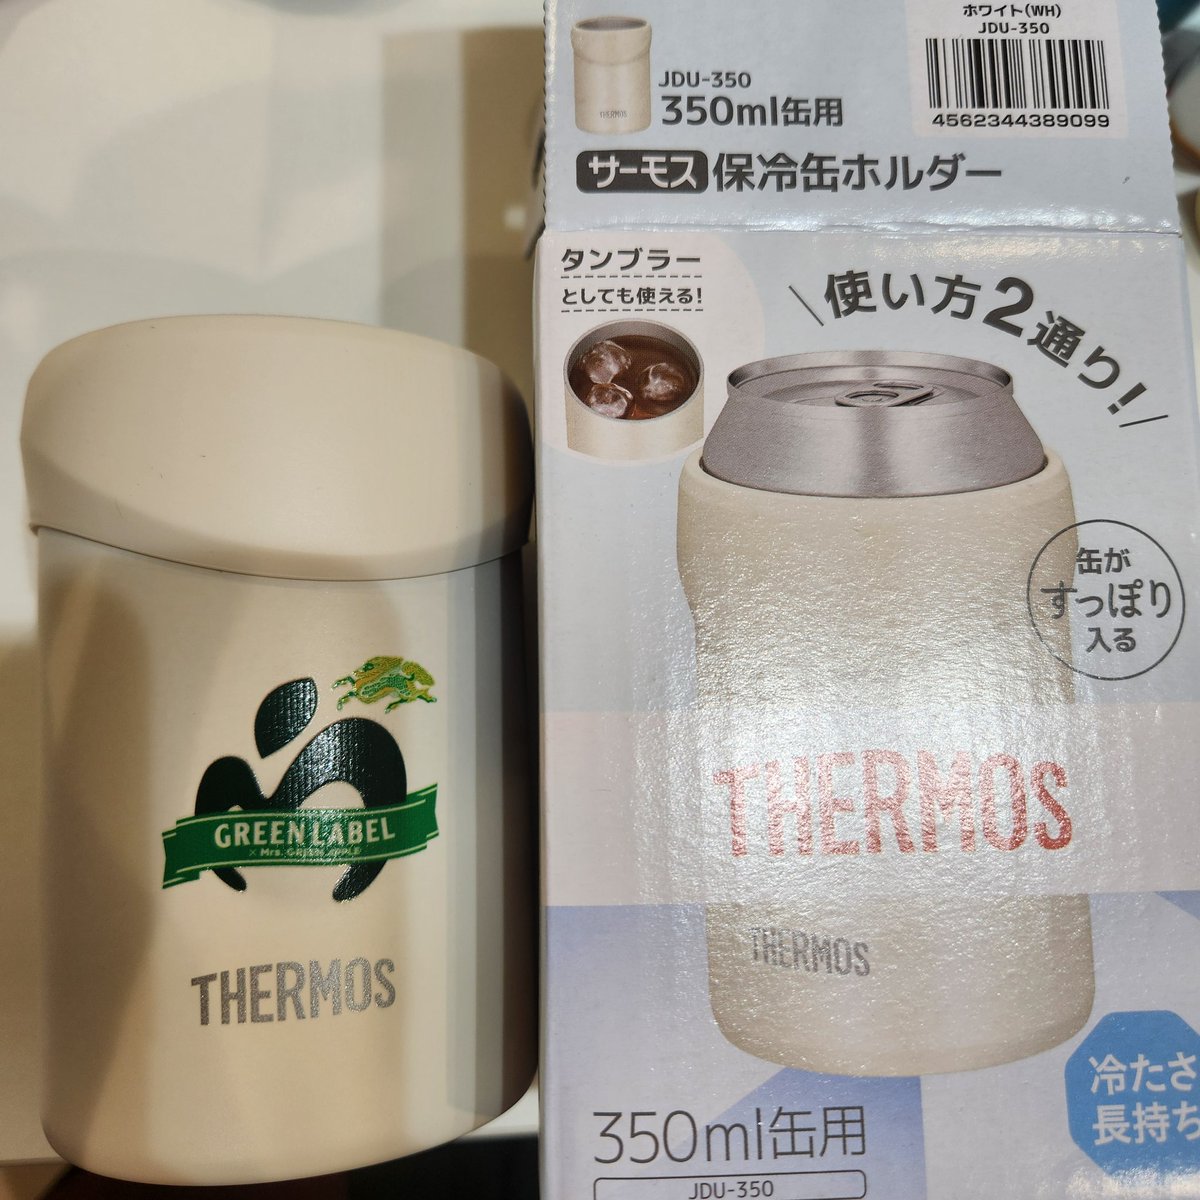 GREEN LABEL
× Mrs. GREEN APPLE
THERMOS
ホワイト(WH)
JDU-350
4562344389099
THERMOS
JDU-350
350ml缶用
サーモス 保冷缶ホルダー
タンブラー
としても使える!
使い方2通り!
缶が
すっぽり
入る
THERMOS
THERMOS
冷たさ
長持ち
350ml缶用
JDU-350